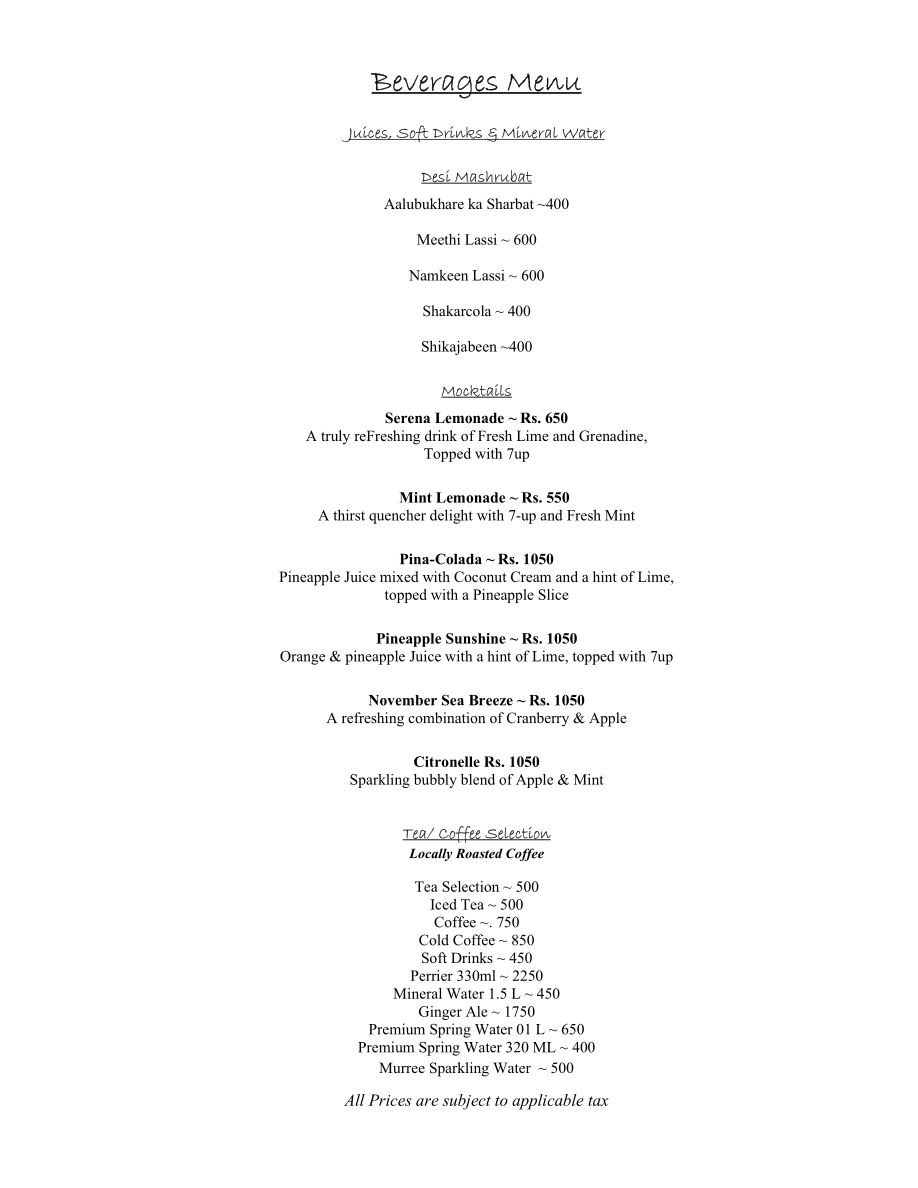 Beverages Menu
Juices, Soft Drinks & Mineral Water
Desi Mashrubat
Aalubukhare ka Sharbat ~400
Meethi Lassi ~ 600
Namkeen Lassi ~ 600
Shakarcola ~ 400
Shikajabeen ~400
Mocktails
Serena Lemonade ~ Rs. 650
A truly reFreshing drink of Fresh Lime and Grenadine,
Topped with 7up
Mint Lemonade ~ Rs. 550
A thirst quencher delight with 7-up and Fresh Mint
Pina-Colada ~ Rs. 1050
Pineapple Juice mixed with Coconut Cream and a hint of Lime,
topped with a Pineapple Slice
Pineapple Sunshine ~ Rs. 1050
Orange & pineapple Juice with a hint of Lime, topped with 7up
November Sea Breeze ~ Rs. 1050
A refreshing combination of Cranberry & Apple
Citronelle Rs. 1050
Sparkling bubbly blend of Apple & Mint
Tea/ Coffee Selection
Locally Roasted Coffee
Tea Selection ~ 500
Iced Tea ~ 500
Coffee ~. 750
Cold Coffee ~ 850
Soft Drinks ~ 450
Perrier 330ml ~ 2250
Mineral Water 1.5 L ~ 450
Ginger Ale ~ 1750
Premium Spring Water 01 L ~ 650
Premium Spring Water 320 ML ~ 400
Murree Sparkling Water  ~ 500
All Prices are subject to applicable tax